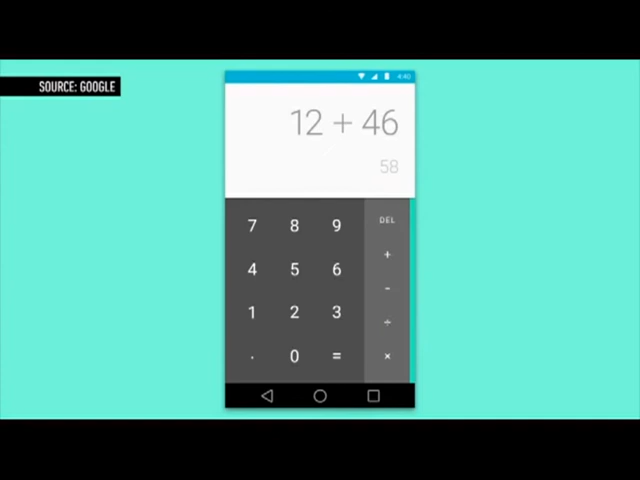 SOURCE: GOOGLE
4:40
12 + 46
58
7 8 9 DEL
4 5 6 +
1 2 3 -
. 0 = ÷
×